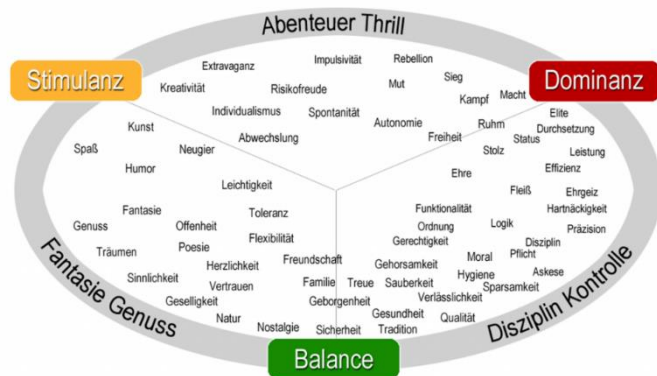 Abenteuer Thrill
Stimulanz
Dominanz
Extravaganz
Impulsivität
Rebellion
Kreativität
Risikofreude
Mut
Sieg
Individualismus
Spontanität
Kampf
Macht
Abwechslung
Autonomie
Freiheit
Ruhm
Elite
Durchsetzung
Status
Stolz
Leistung
Ehre
Effizienz
Fleiß
Ehrgeiz
Funktionalität
Hartnäckigkeit
Ordnung
Logik
Präzision
Gerechtigkeit
Disziplin
Moral
Pflicht
Gehorsamkeit
Hygiene
Askese
Treue
Sauberkeit
Sparsamkeit
Verlässlichkeit
Gesundheit
Qualität
Tradition
Disziplin Kontrolle
Kunst
Spaß
Neugier
Humor
Leichtigkeit
Fantasie
Toleranz
Genuss
Offenheit
Flexibilität
Träumen
Poesie
Freundschaft
Herzlichkeit
Sinnlichkeit
Vertrauen
Familie
Geselligkeit
Geborgenheit
Natur
Nostalgie
Sicherheit
Fantasie Genuss
Balance